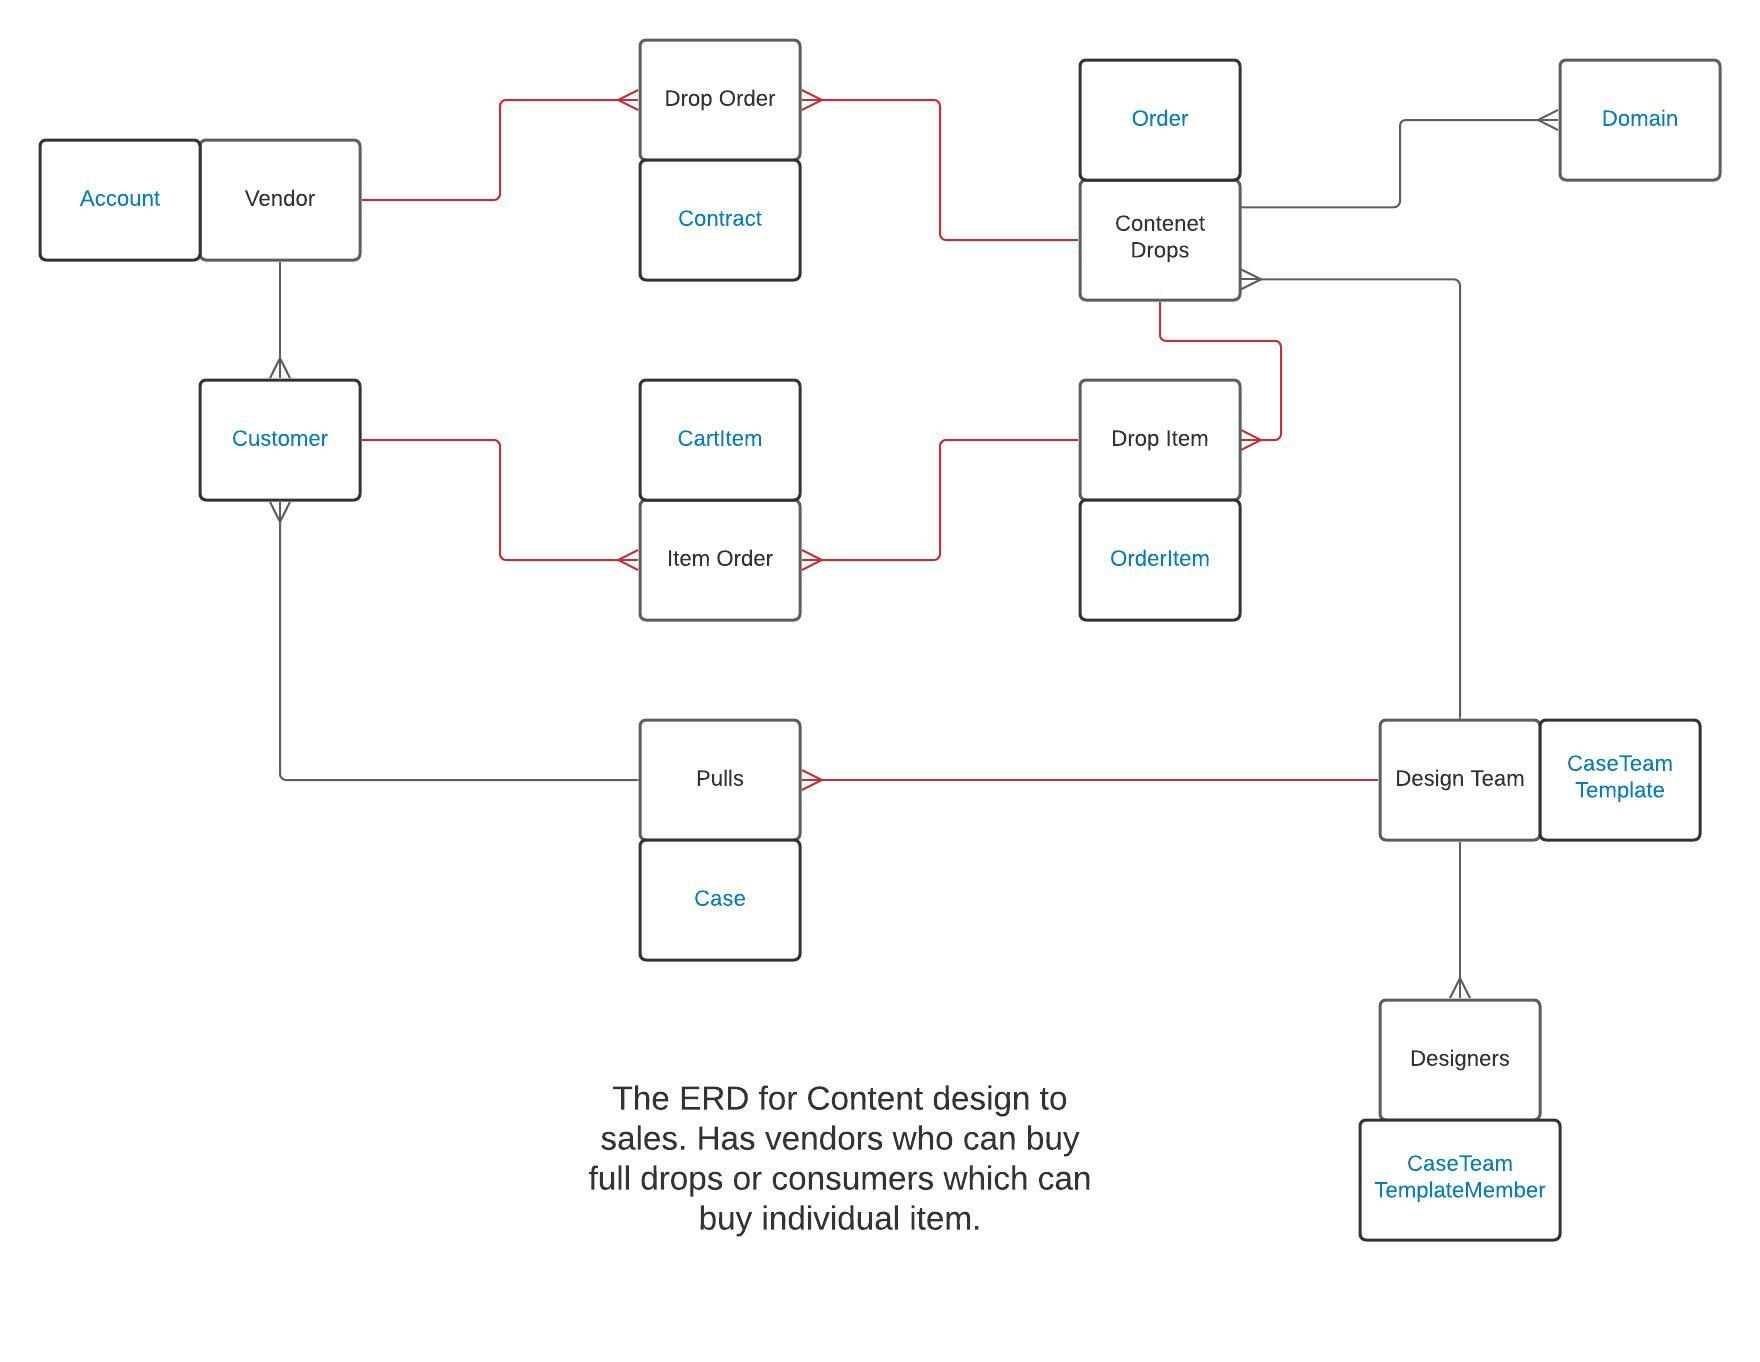 Drop Order
Order
Domain
Account
Vendor
Contract
Contenet
Drops
Customer
CartItem
Drop Item
Item Order
OrderItem
Pulls
Design Team
CaseTeam
Template
Case
Designers
The ERD for Content design to
sales. Has vendors who can buy
full drops or consumers which can
buy individual item.
CaseTeam
TemplateMember